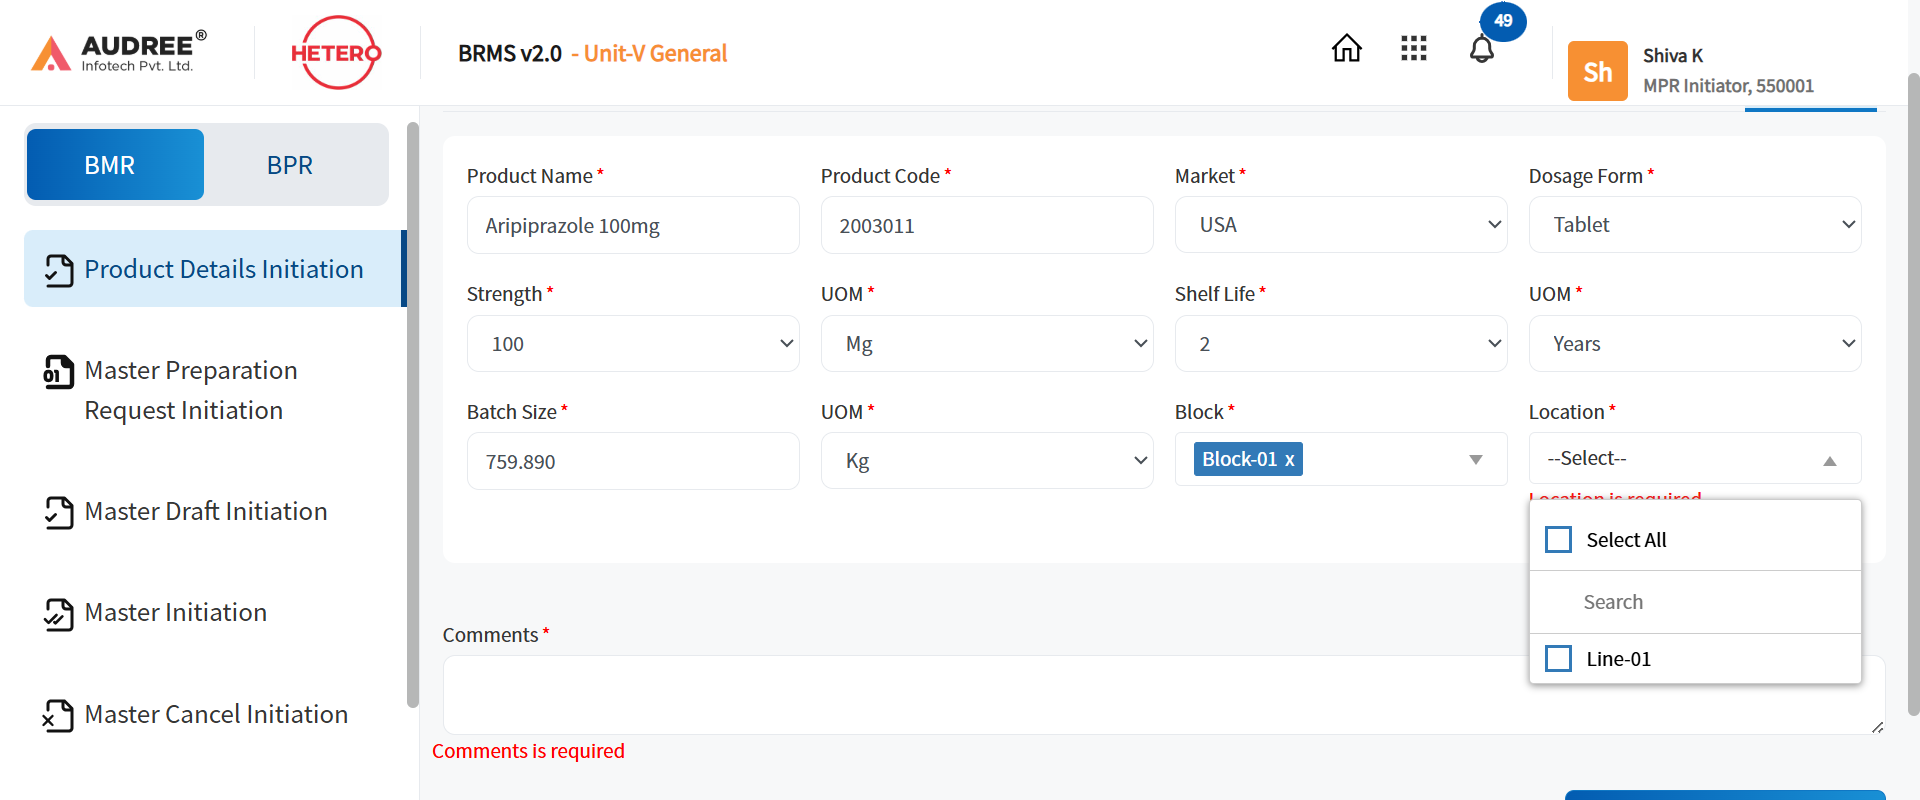 AUDREE®
Infotech Pvt. Ltd.
HETERO
BRMS v2.0 - Unit-V General
49
Sh
Shiva K
MPR Initiator, 550001
BMR
BPR
Product Details Initiation
Master Preparation
Request Initiation
Master Draft Initiation
Master Initiation
Master Cancel Initiation
Product Name *
Product Code *
Market *
Dosage Form *
Aripiprazole 100mg
2003011
USA
Tablet
Strength *
UOM *
Shelf Life *
UOM *
100
Mg
2
Years
Batch Size *
UOM *
Block *
Location *
759.890
Kg
Block-01 x
--Select--
Location is required
Select All
Search
Line-01
Comments *
Comments is required